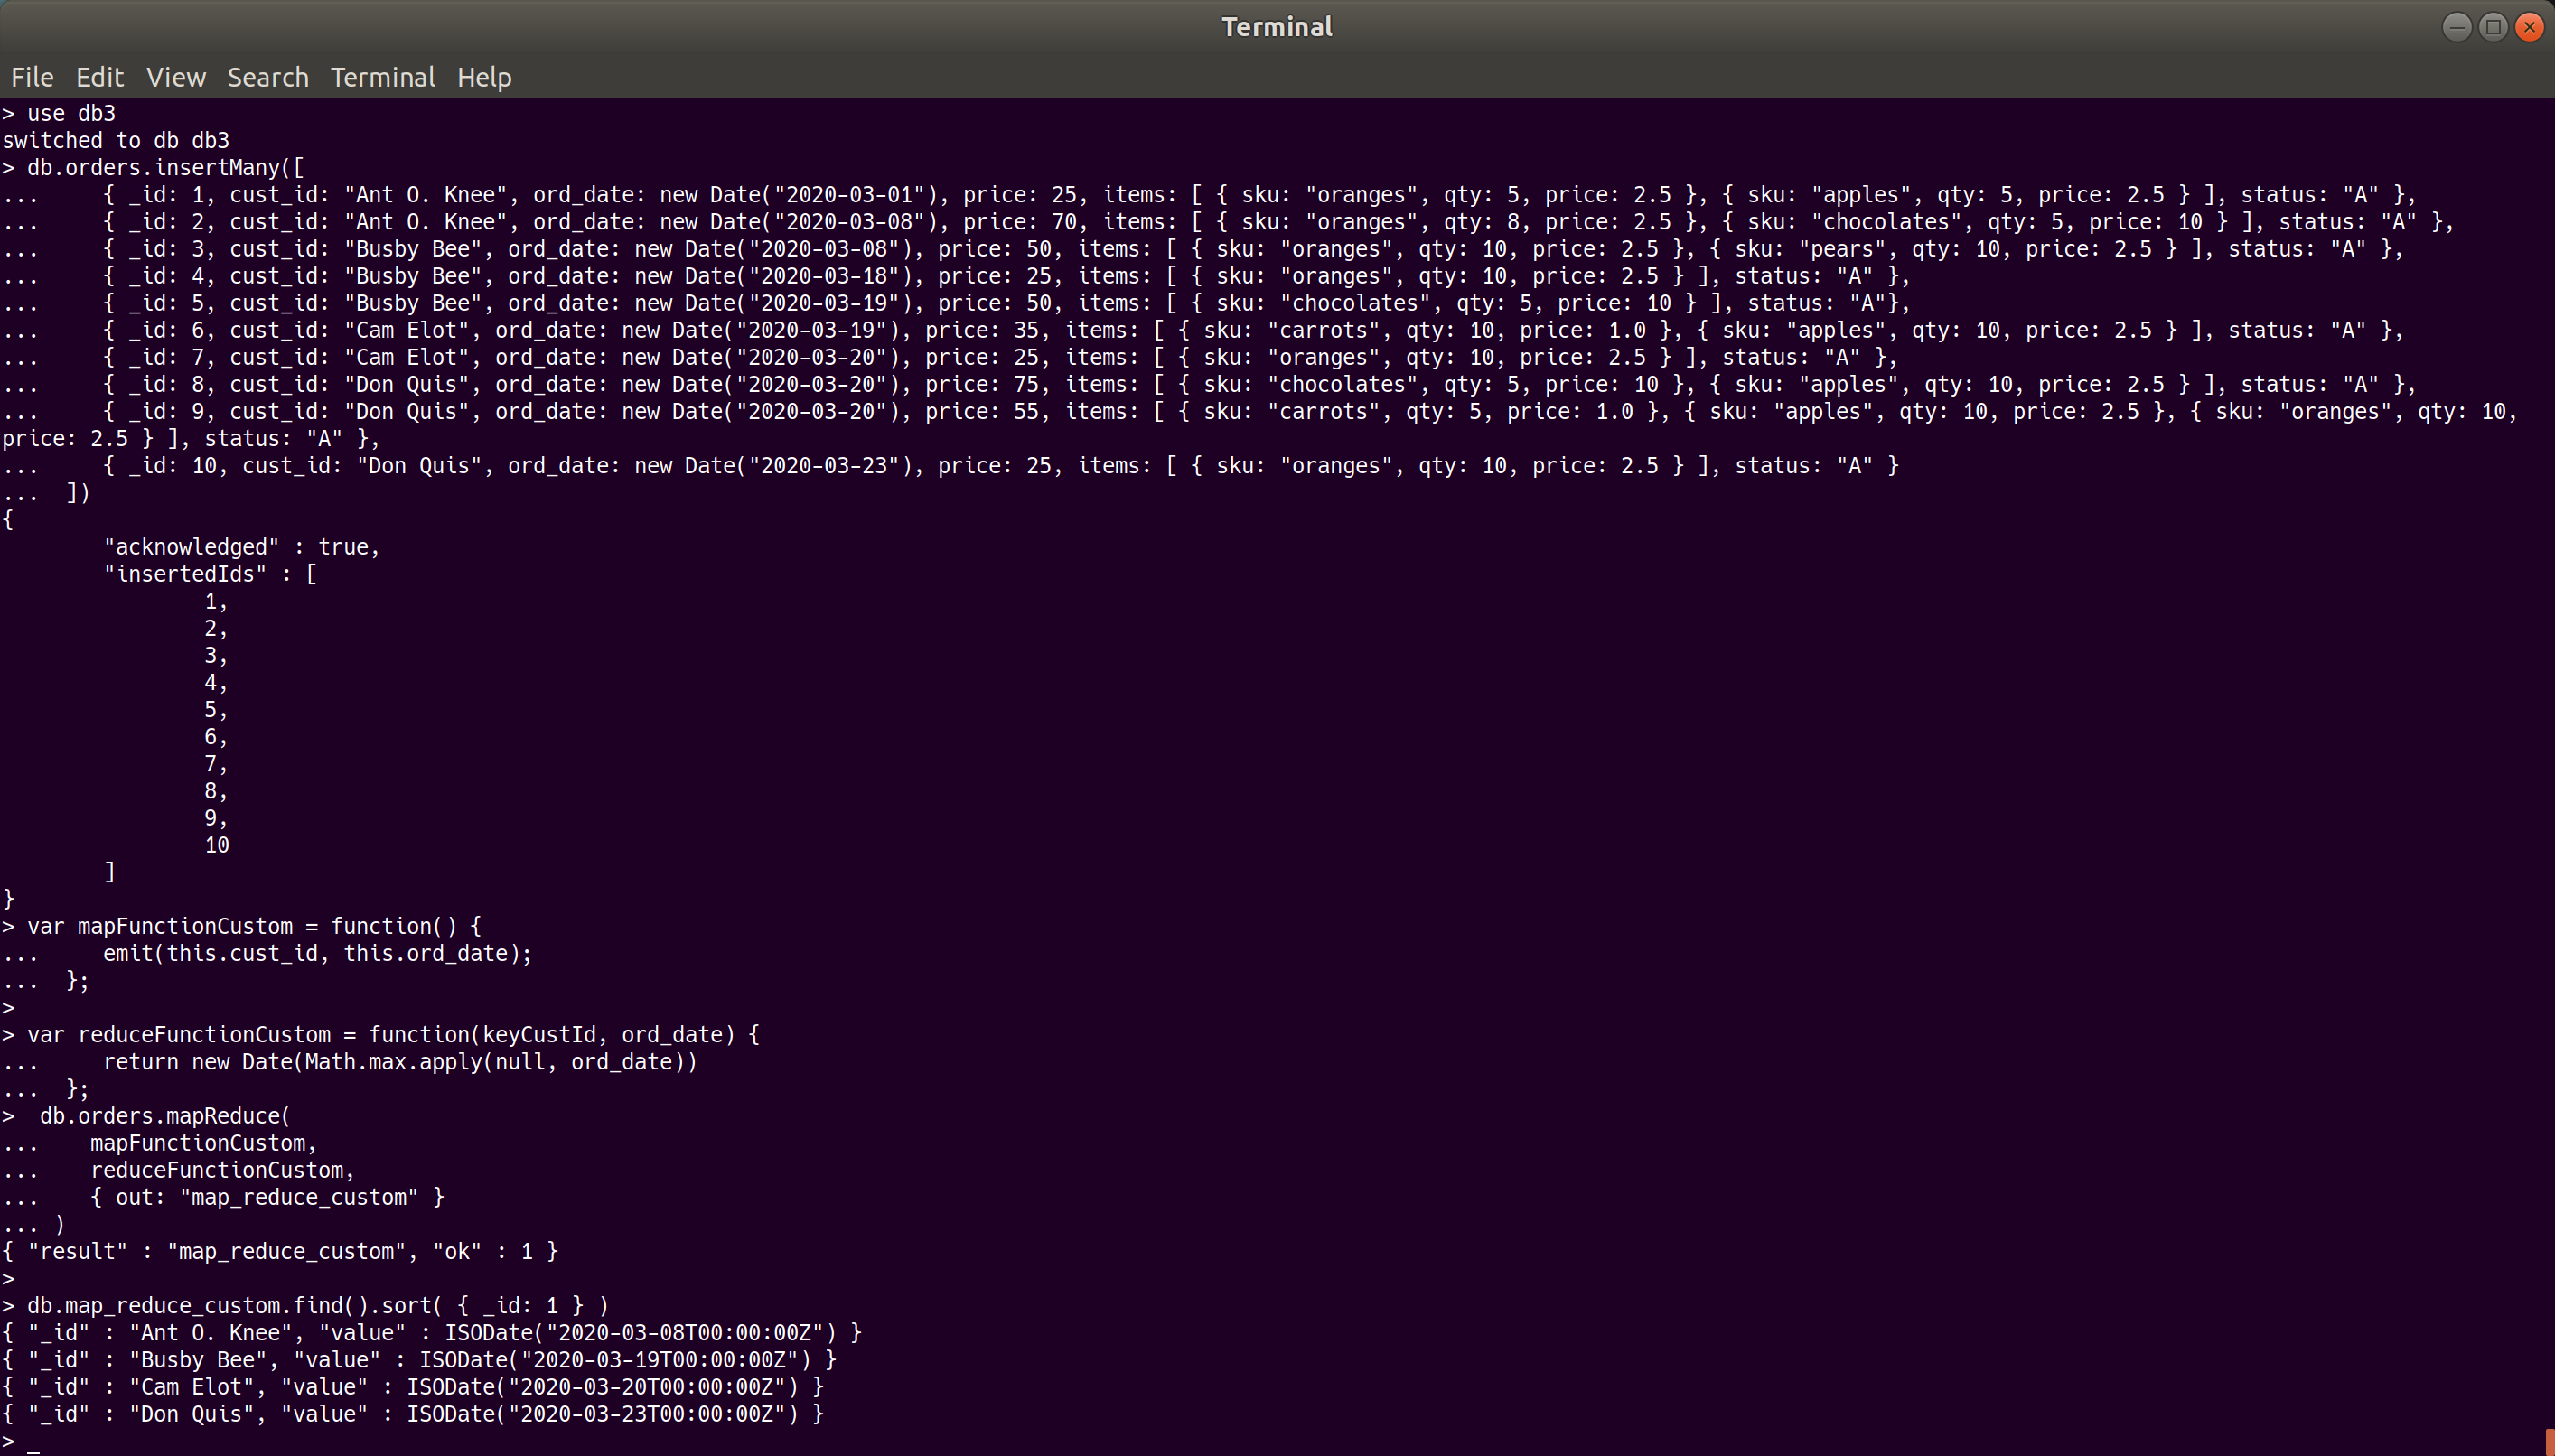 Terminal
File Edit View Search Terminal Help
> use db3
switched to db db3
> db.orders.insertMany([
...     { _id: 1, cust_id: "Ant O. Knee", ord_date: new Date("2020-03-01"), price: 25, items: [ { sku: "oranges", qty: 5, price: 2.5 }, { sku: "apples", qty: 5, price: 2.5 } ], status: "A" },
...     { _id: 2, cust_id: "Ant O. Knee", ord_date: new Date("2020-03-08"), price: 70, items: [ { sku: "oranges", qty: 8, price: 2.5 }, { sku: "chocolates", qty: 5, price: 10 } ], status: "A" },
...     { _id: 3, cust_id: "Busby Bee", ord_date: new Date("2020-03-08"), price: 50, items: [ { sku: "oranges", qty: 10, price: 2.5 }, { sku: "pears", qty: 10, price: 2.5 } ], status: "A" },
...     { _id: 4, cust_id: "Busby Bee", ord_date: new Date("2020-03-18"), price: 25, items: [ { sku: "oranges", qty: 10, price: 2.5 } ], status: "A" },
...     { _id: 5, cust_id: "Busby Bee", ord_date: new Date("2020-03-19"), price: 50, items: [ { sku: "chocolates", qty: 5, price: 10 } ], status: "A"},
...     { _id: 6, cust_id: "Cam Elot", ord_date: new Date("2020-03-19"), price: 35, items: [ { sku: "carrots", qty: 10, price: 1.0 }, { sku: "apples", qty: 10, price: 2.5 } ], status: "A" },
...     { _id: 7, cust_id: "Cam Elot", ord_date: new Date("2020-03-20"), price: 25, items: [ { sku: "oranges", qty: 10, price: 2.5 } ], status: "A" },
...     { _id: 8, cust_id: "Don Quis", ord_date: new Date("2020-03-20"), price: 75, items: [ { sku: "chocolates", qty: 5, price: 10 }, { sku: "apples", qty: 10, price: 2.5 } ], status: "A" },
...     { _id: 9, cust_id: "Don Quis", ord_date: new Date("2020-03-20"), price: 55, items: [ { sku: "carrots", qty: 5, price: 1.0 }, { sku: "apples", qty: 10, price: 2.5 }, { sku: "oranges", qty: 10,
price: 2.5 } ], status: "A" },
...     { _id: 10, cust_id: "Don Quis", ord_date: new Date("2020-03-23"), price: 25, items: [ { sku: "oranges", qty: 10, price: 2.5 } ], status: "A" }
...  ])
{
        "acknowledged" : true,
        "insertedIds" : [
                1,
                2,
                3,
                4,
                5,
                6,
                7,
                8,
                9,
                10
        ]
}
> var mapFunctionCustom = function() {
...     emit(this.cust_id, this.ord_date);
...  };
>
> var reduceFunctionCustom = function(keyCustId, ord_date) {
...     return new Date(Math.max.apply(null, ord_date))
...  };
>  db.orders.mapReduce(
...    mapFunctionCustom,
...    reduceFunctionCustom,
...    { out: "map_reduce_custom" }
... )
{ "result" : "map_reduce_custom", "ok" : 1 }
>
> db.map_reduce_custom.find().sort( { _id: 1 } )
{ "_id" : "Ant O. Knee", "value" : ISODate("2020-03-08T00:00:00Z") }
{ "_id" : "Busby Bee", "value" : ISODate("2020-03-19T00:00:00Z") }
{ "_id" : "Cam Elot", "value" : ISODate("2020-03-20T00:00:00Z") }
{ "_id" : "Don Quis", "value" : ISODate("2020-03-23T00:00:00Z") }
> _